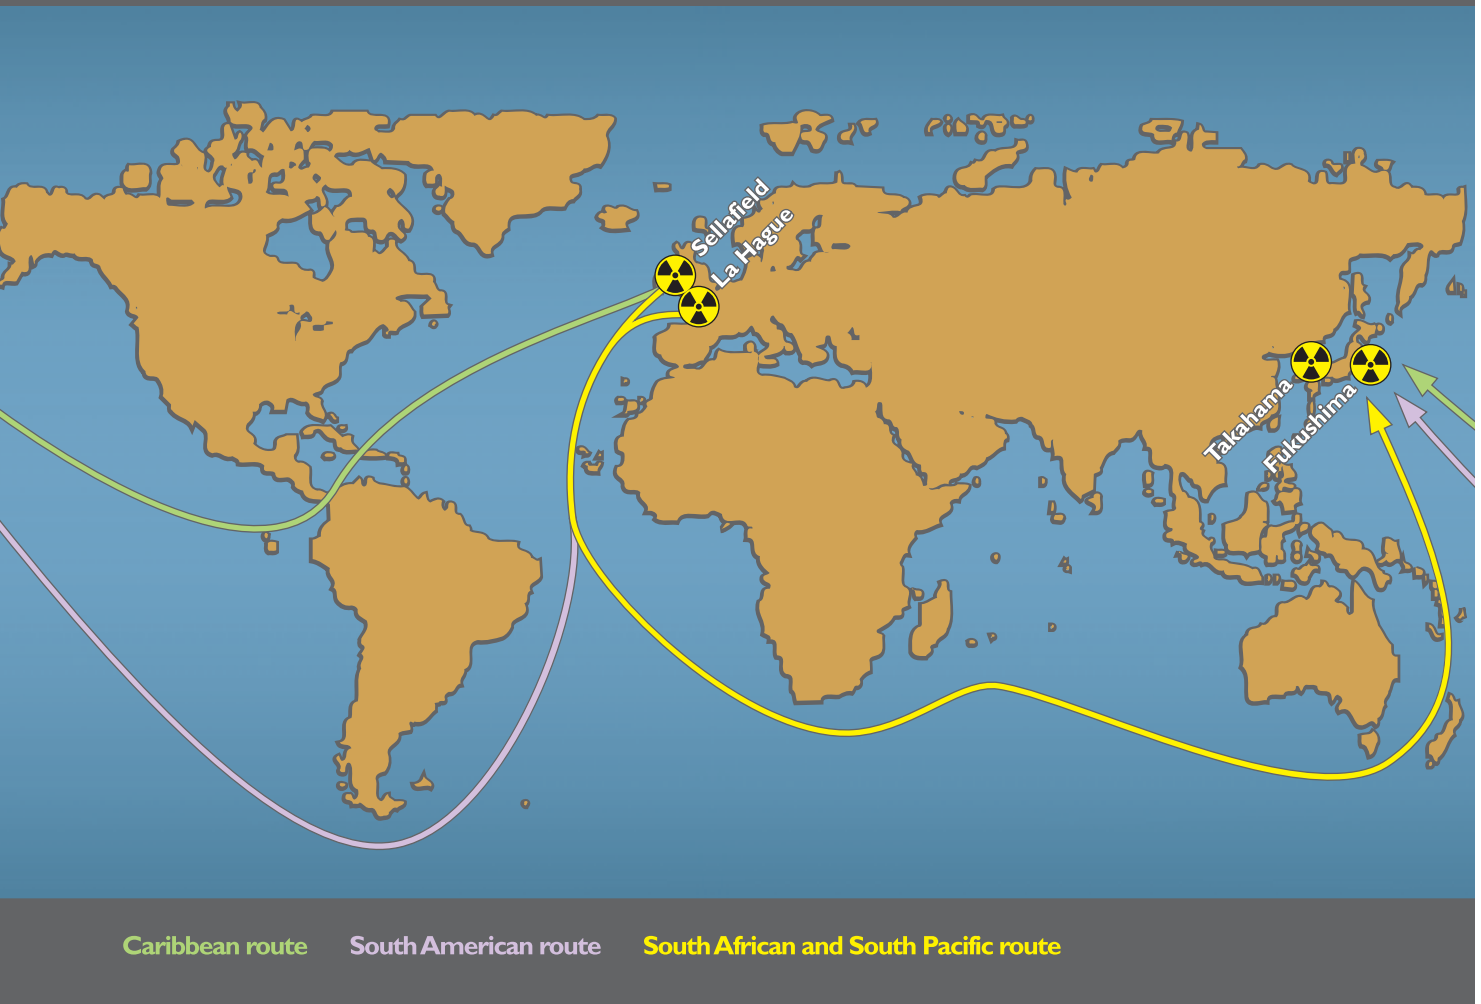 Sellafield
La Hague
Takahama
Fukushima
Caribbean route South American route South African and South Pacific route